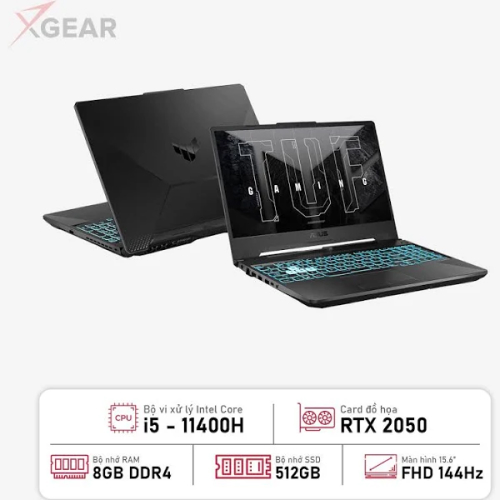 XGEAR
TUF
GAMING
ASUS
CPU
Bộ vi xử lý Intel Core
i5 - 11400H
Card đồ họa
RTX 2050
Bộ nhớ RAM
8GB DDR4
Bộ nhớ SSD
512GB
Màn hình 15.6"
FHD 144Hz